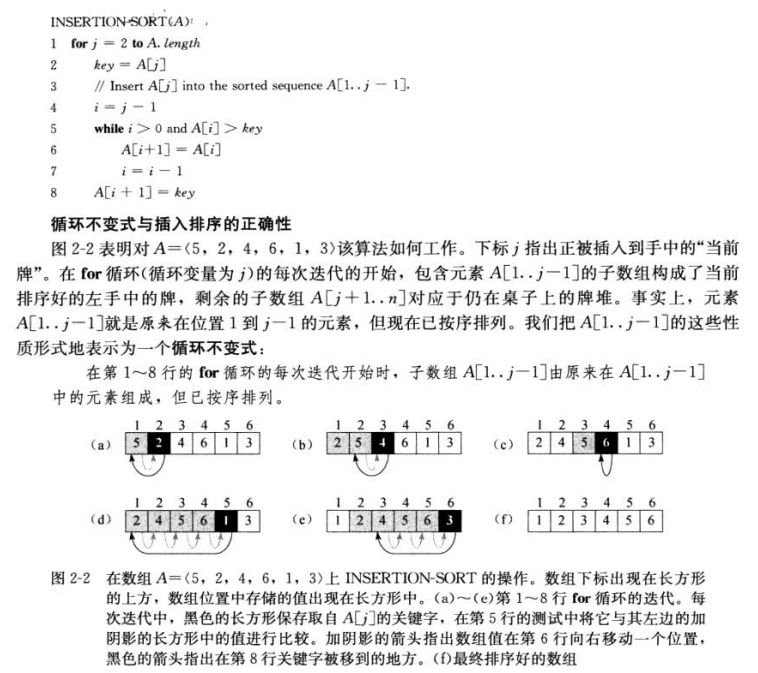 INSERTION-SORT(A):
1 for j = 2 to A. length
2 key = A[j]
3 // Insert A[j] into the sorted sequence A[1..j − 1].
4 i = j − 1
5 while i > 0 and A[i] > key
6 A[i+1] = A[i]
7 i = i − 1
8 A[i + 1] = key
循环不变式与插入排序的正确性
图 2-2 表明对 A=〈5，2，4，6，1，3〉该算法如何工作。下标 j 指出正被插入到手中的“当前
牌”。在 for 循环(循环变量为 j)的每次迭代的开始，包含元素 A[1..j−1]的子数组构成了当前
排序好的左手中的牌，剩余的子数组 A[j+1..n]对应于仍在桌子上的牌堆。事实上，元素
A[1..j−1]就是原来在位置 1 到 j−1 的元素，但现在已按序排列。我们把 A[1..j−1]的这些性
质形式地表示为一个循环不变式：
在第 1～8 行的 for 循环的每次迭代开始时，子数组 A[1..j−1]由原来在 A[1..j−1]
中的元素组成，但已按序排列。
1 2 3 4 5 6 1 2 3 4 5 6 1 2 3 4 5 6
(a) 5 2 4 6 1 3 (b) 2 5 4 6 1 3 (c) 2 4 5 6 1 3
1 2 3 4 5 6 1 2 3 4 5 6 1 2 3 4 5 6
(d) 2 4 5 6 1 3 (e) 1 2 4 5 6 3 (f) 1 2 3 4 5 6
图 2-2 在数组 A=〈5，2，4，6，1，3〉上 INSERTION-SORT 的操作。数组下标出现在长方形
的上方，数组位置中存储的值出现在长方形中。(a)～(e)第 1～8 行 for 循环的迭代。每
次迭代中，黑色的长方形保存取自 A[j]的关键字，在第 5 行的测试中将它与其左边的加
阴影的长方形中的值进行比较。加阴影的箭头指出数组值在第 6 行向右移动一个位置，
黑色的箭头指出在第 8 行关键字被移到的地方。(f)最终排序好的数组